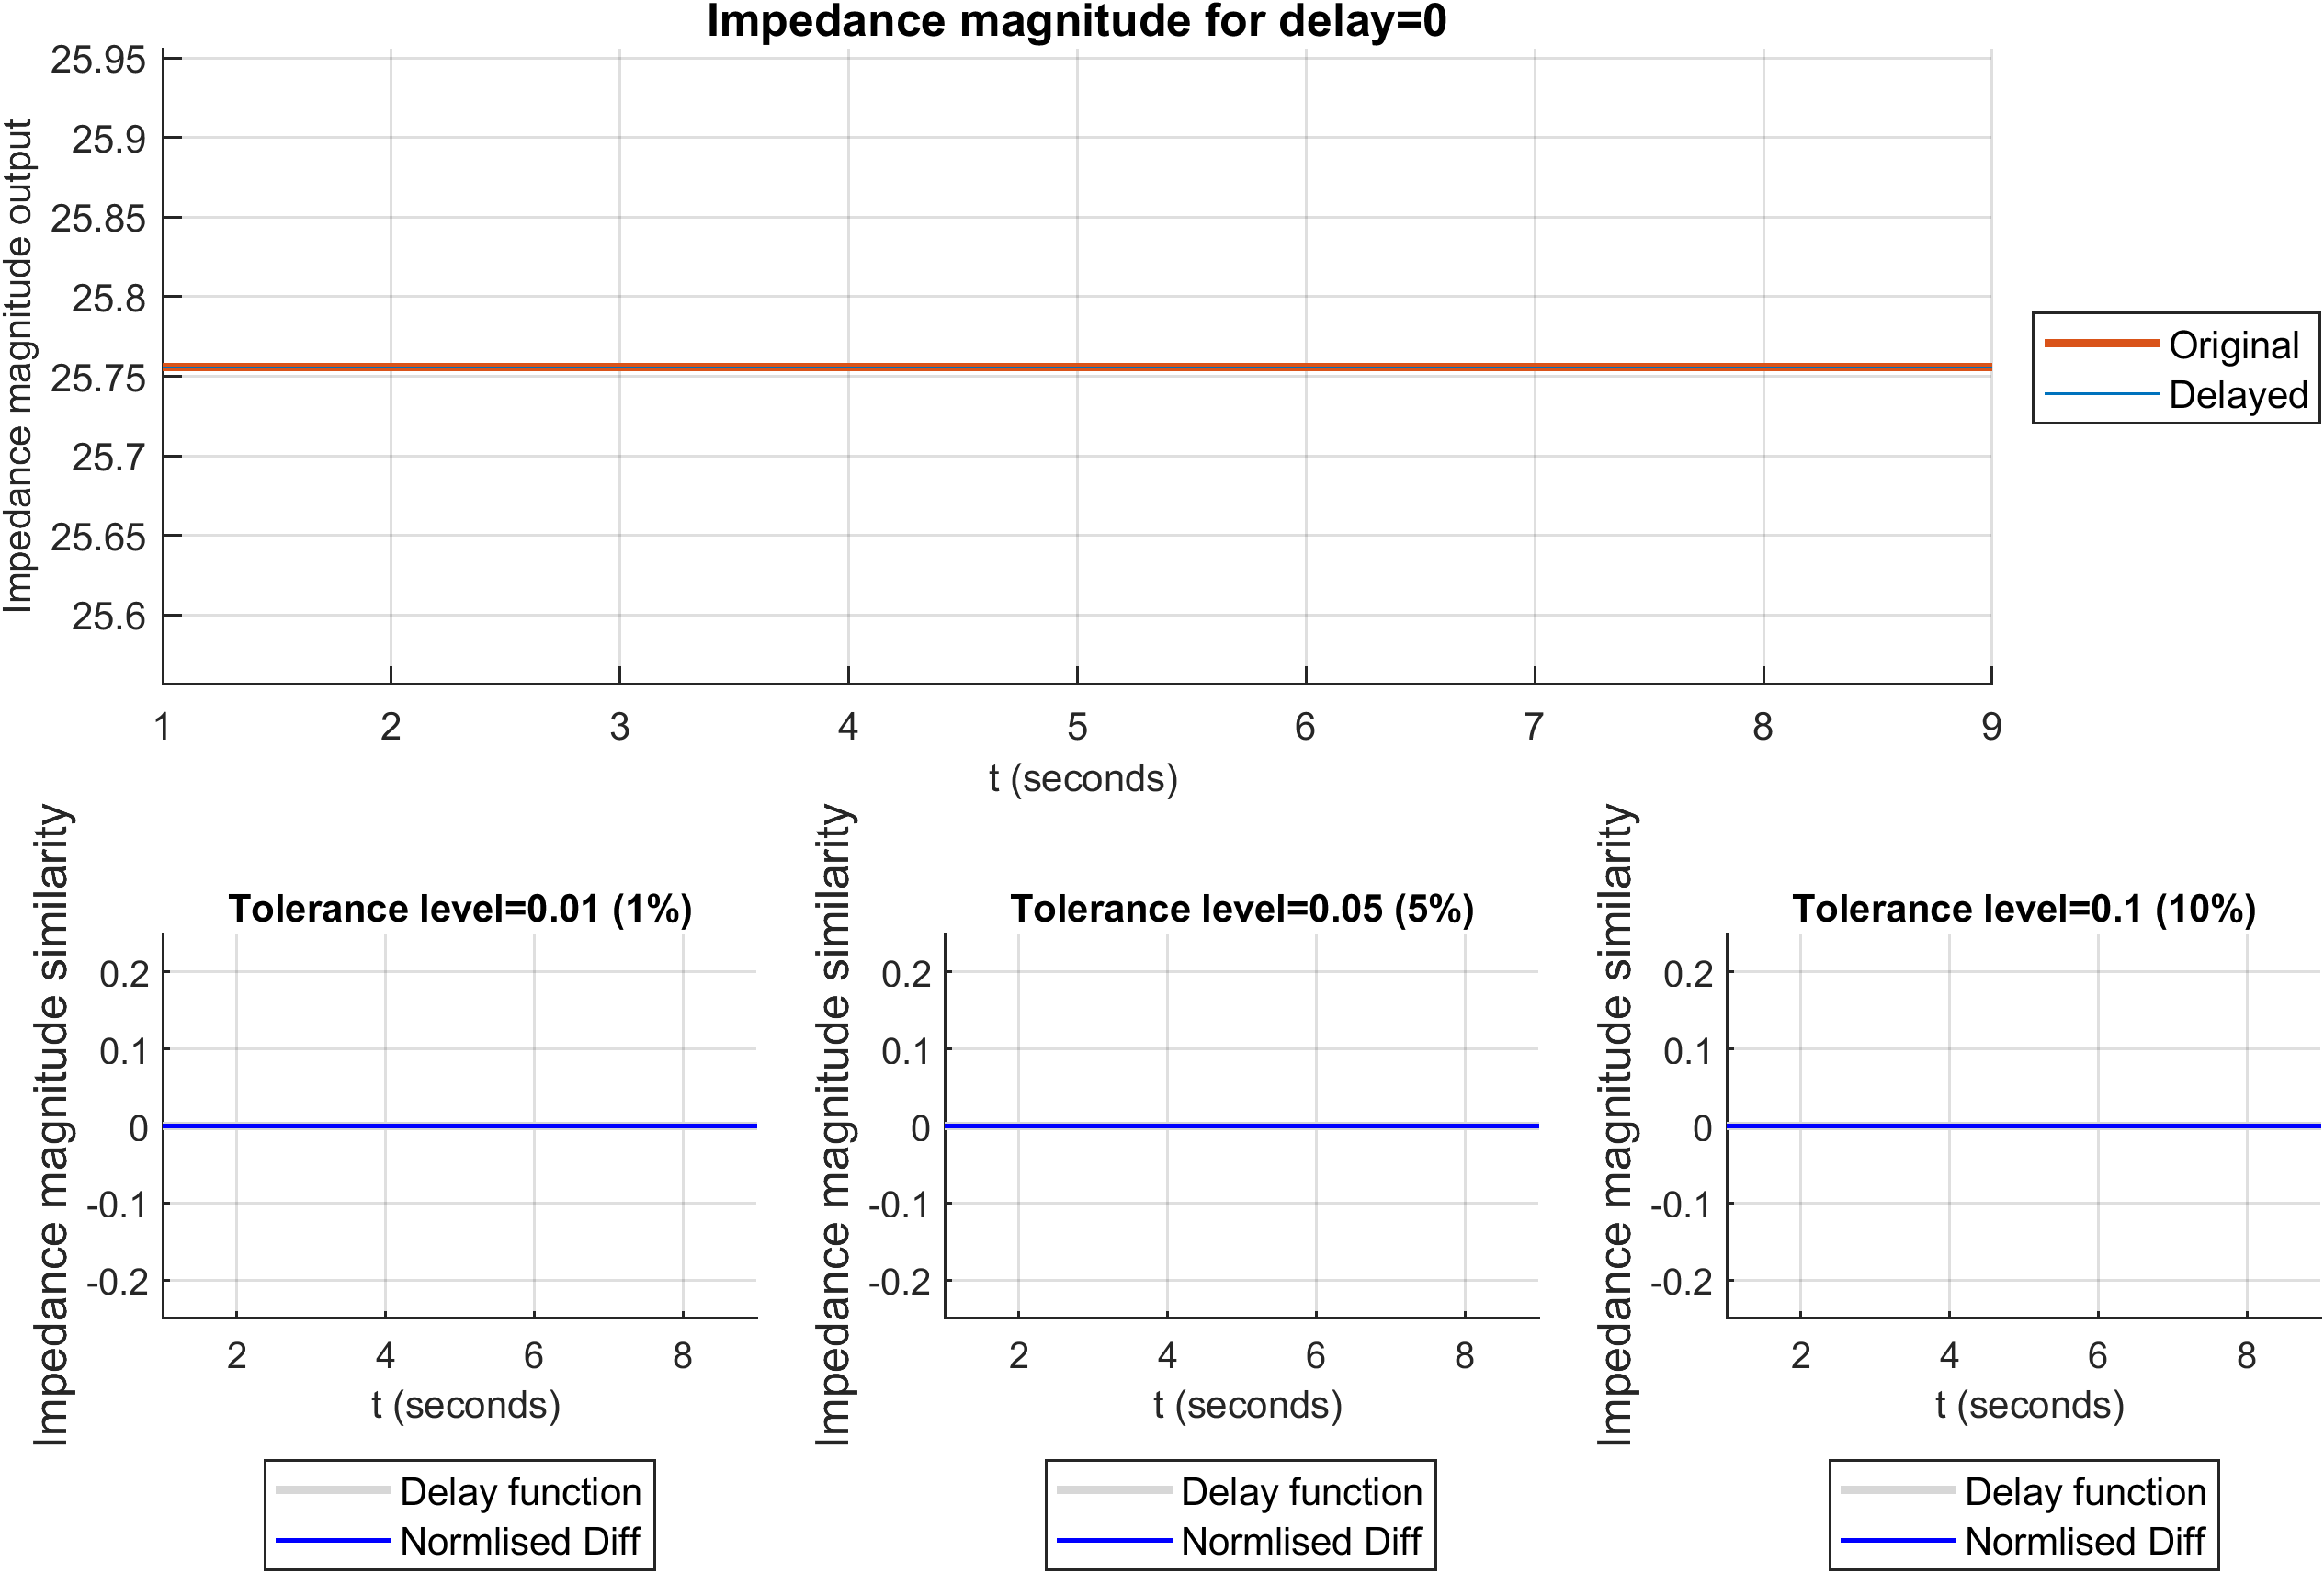 Impedance magnitude for delay=0
Impedance magnitude output
25.95
25.9
25.85
25.8
25.75
25.7
25.65
25.6
1 2 3 4 5 6 7 8 9
t (seconds)
Original
Delayed
Tolerance level=0.01 (1%)
Impedance magnitude similarity
0.2
0.1
0
-0.1
-0.2
2 4 6 8
t (seconds)
Delay function
Normlised Diff
Tolerance level=0.05 (5%)
Impedance magnitude similarity
0.2
0.1
0
-0.1
-0.2
2 4 6 8
t (seconds)
Delay function
Normlised Diff
Tolerance level=0.1 (10%)
Impedance magnitude similarity
0.2
0.1
0
-0.1
-0.2
2 4 6 8
t (seconds)
Delay function
Normlised Diff